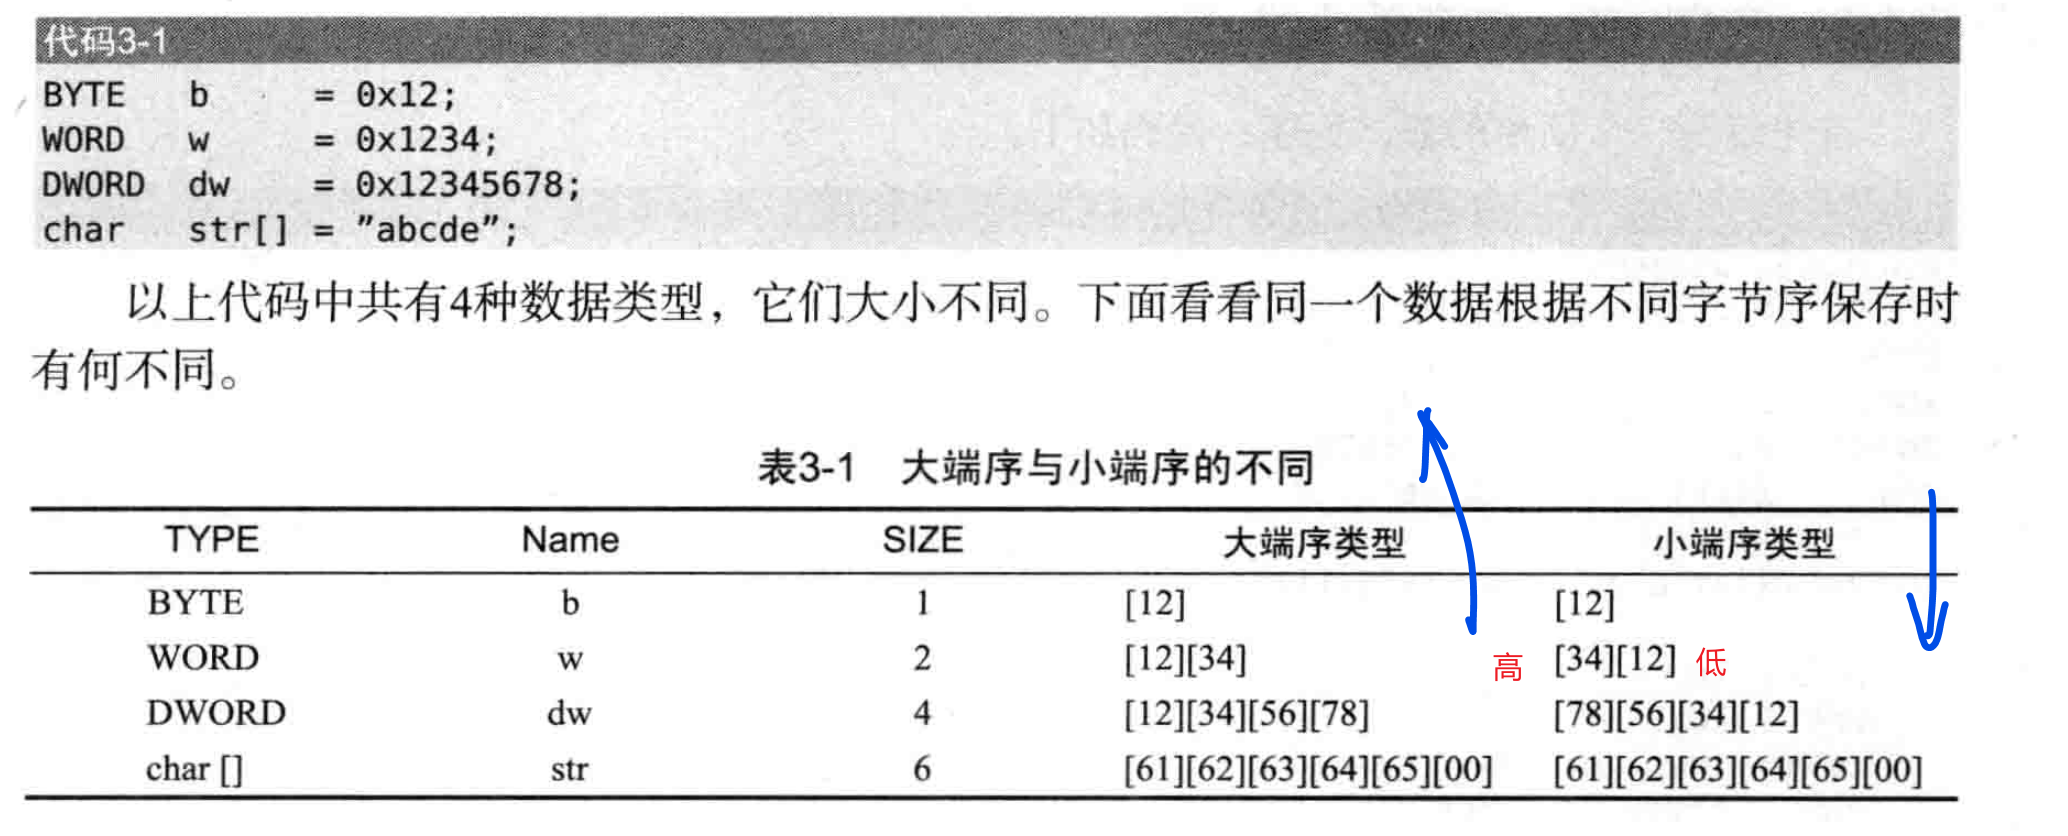 代码3-1
BYTE b = 0x12;
WORD w = 0x1234;
DWORD dw = 0x12345678;
char str[] = ”abcde”;
以上代码中共有4种数据类型，它们大小不同。下面看看同一个数据根据不同字节序保存时
有何不同。
表3-1 大端序与小端序的不同
TYPE Name SIZE 大端序类型 小端序类型
BYTE b 1 [12] [12]
WORD w 2 [12][34] 高 [34][12] 低
DWORD dw 4 [12][34][56][78] [78][56][34][12]
char [] str 6 [61][62][63][64][65][00] [61][62][63][64][65][00]